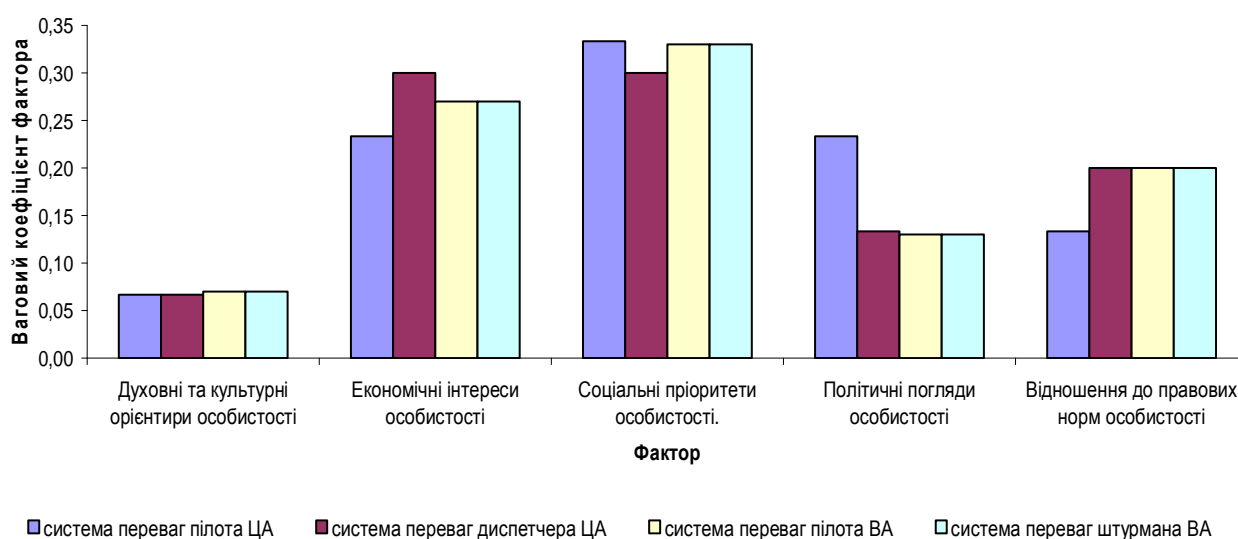 Ваговий коефіцієнт фактора
0,35
0,30
0,25
0,20
0,15
0,10
0,05
0,00
Духовні та культурні
орієнтири особистості
Економічні інтереси
особистості
Соціальні пріоритети
особистості.
Політичні погляди
особистості
Відношення до правових
норм особистості
Фактор
система переваг пілота ЦА
система переваг диспетчера ЦА
система переваг пілота ВА
система переваг штурмана ВА